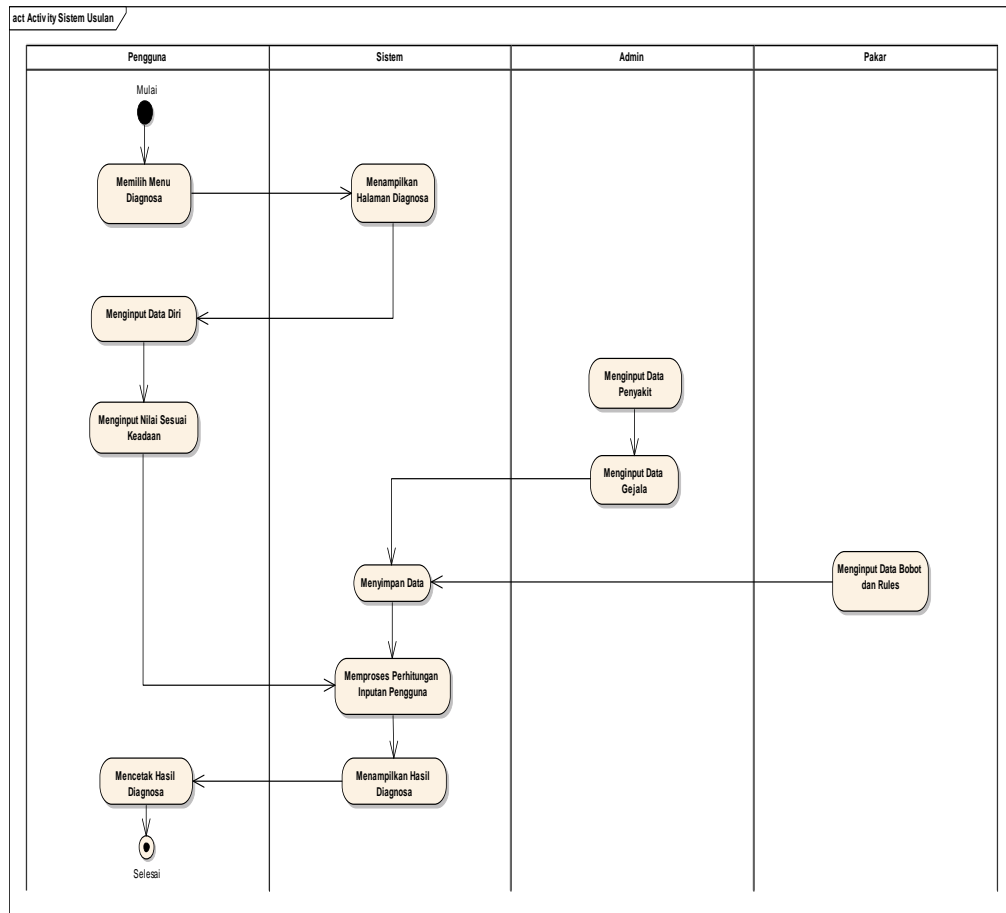 act Activity Sistem Usulan
Pengguna
Sistem
Admin
Pakar
Mulai
Memilih Menu
Diagnosa
Menampilkan
Halaman Diagnosa
Menginput Data Diri
Menginput Data
Penyakit
Menginput Nilai Sesuai
Keadaan
Menginput Data
Gejala
Menyimpan Data
Menginput Data Bobot
dan Rules
Memproses Perhitungan
Inputan Pengguna
Mencetak Hasil
Diagnosa
Menampilkan Hasil
Diagnosa
Selesai